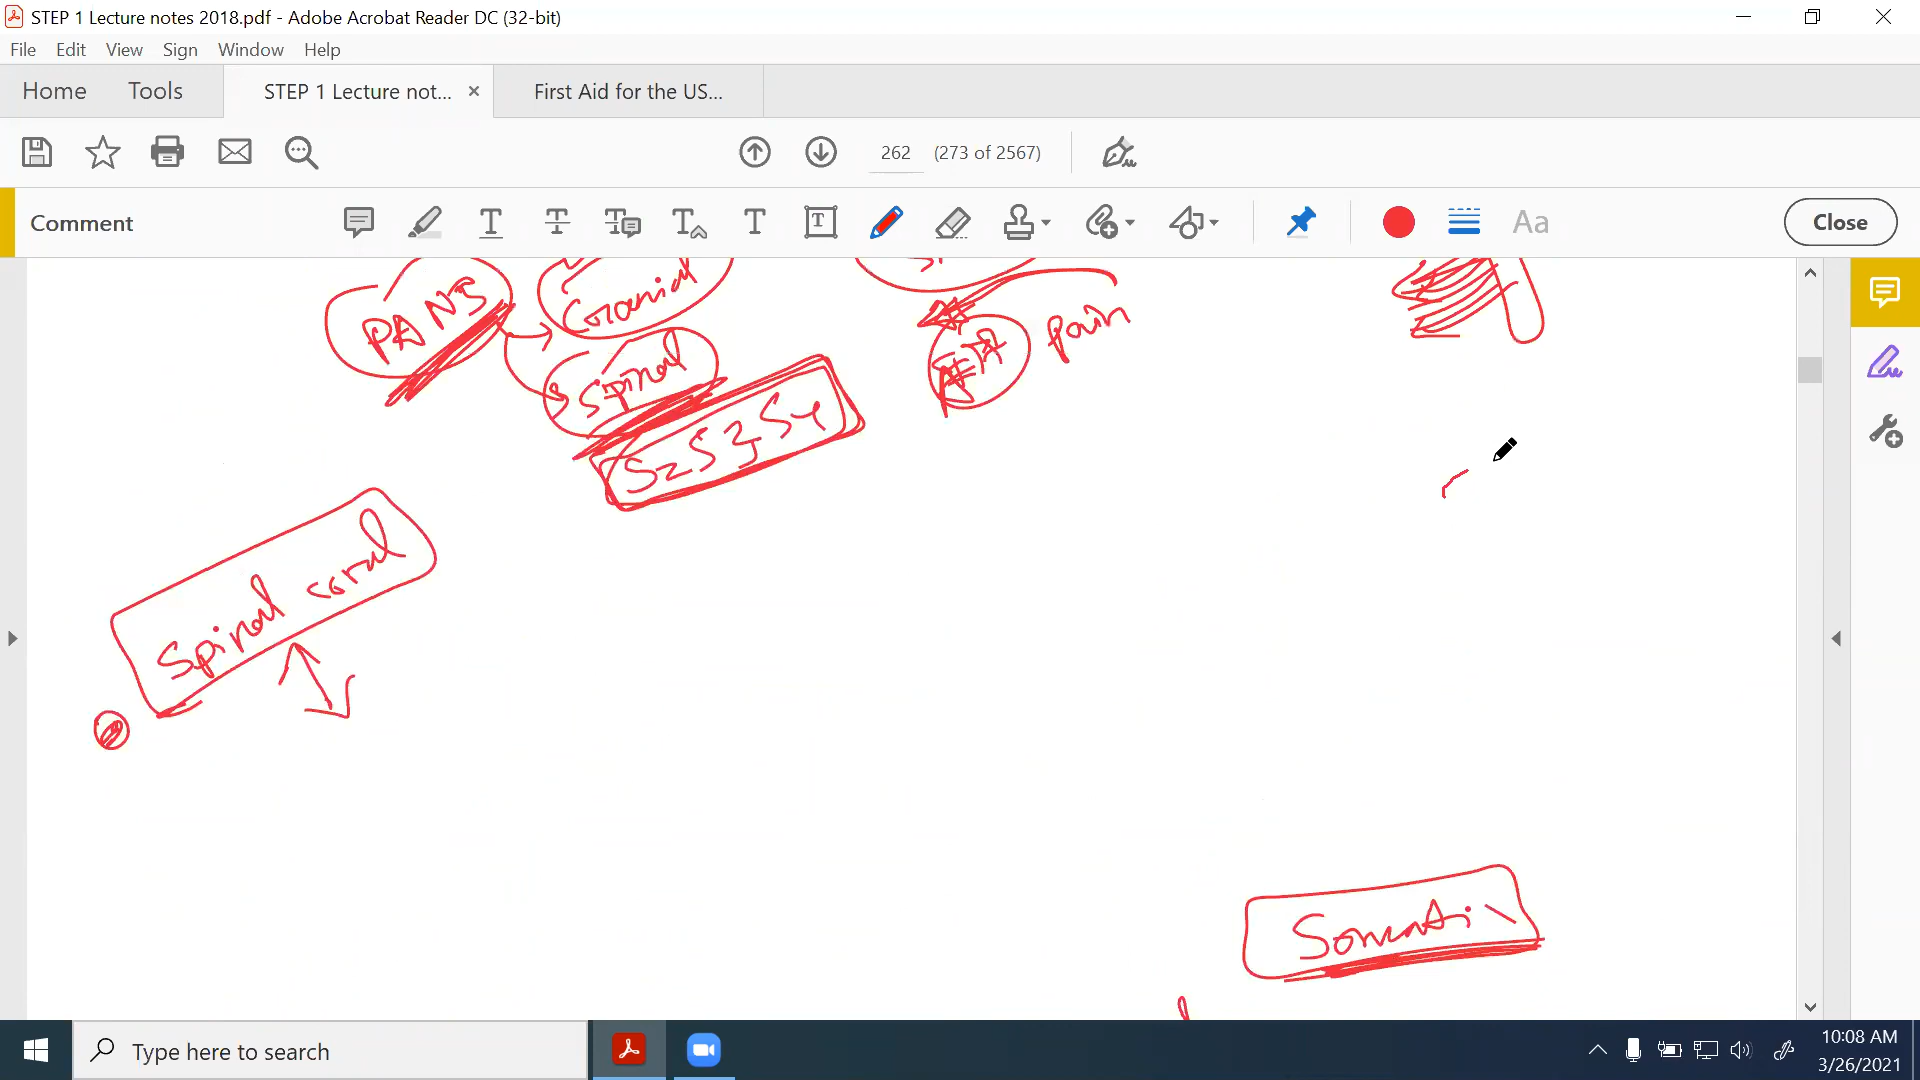 STEP 1 Lecture notes 2018.pdf - Adobe Acrobat Reader DC (32-bit)
File Edit View Sign Window Help
Home Tools STEP 1 Lecture not... × First Aid for the US...
262 (273 of 2567)
Comment Aa Close
PANS Cranial
pain
Spinal
S2 S3 S4
Spinal cord
Somati
Type here to search
10:08 AM
3/26/2021